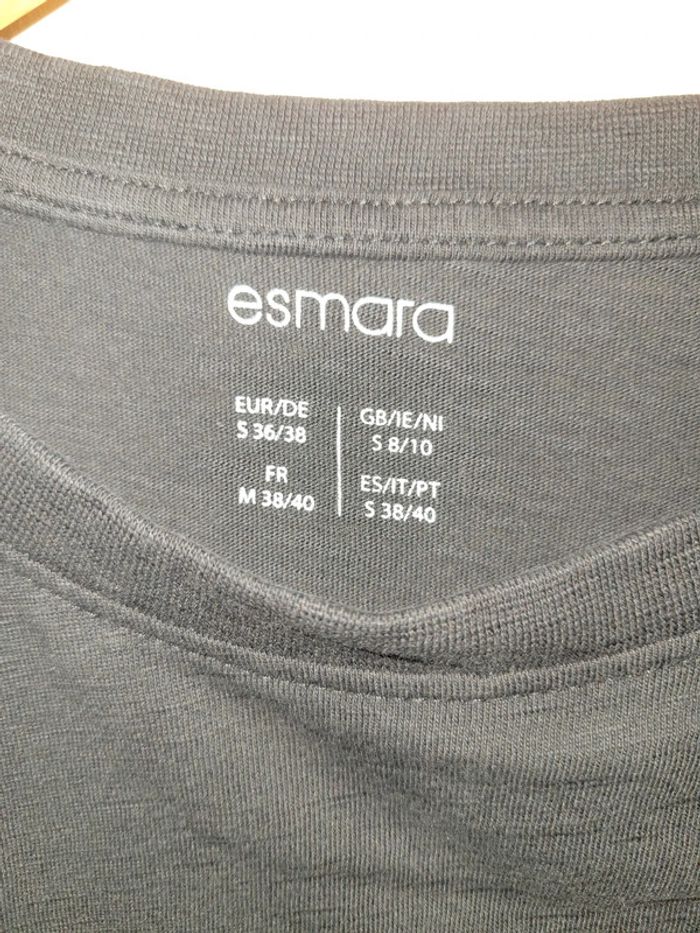 esmara
EUR/DE
S 36/38
FR
M 38/40
GB/IE/NI
S 8/10
ES/IT/PT
S 38/40